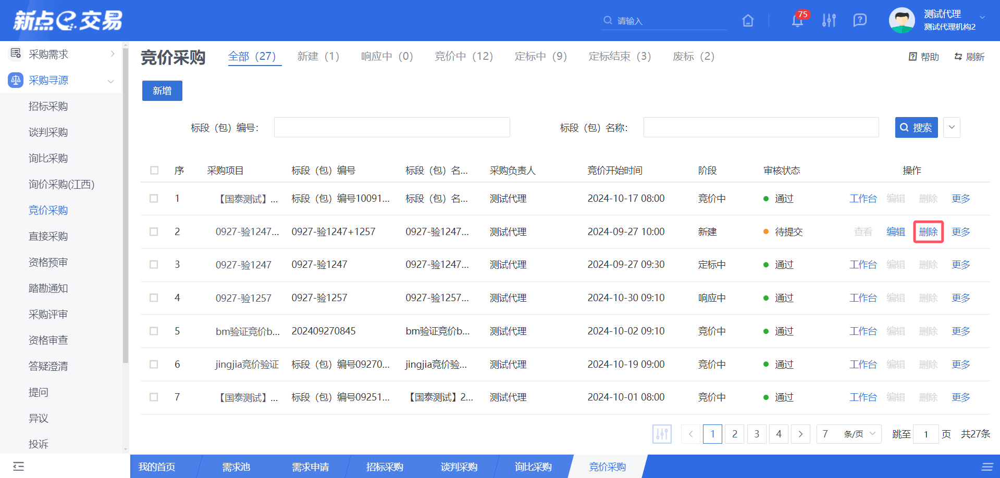 新点e交易
请输入
75
测试代理
测试代理机构2
采购需求
采购寻源
招标采购
谈判采购
询比采购
询价采购(江西)
竞价采购
直接采购
资格预审
踏勘通知
采购评审
资格审查
答疑澄清
提问
异议
投诉
竞价采购 全部（27） 新建（1） 响应中（0） 竞价中（12） 定标中（9） 定标结束（3） 废标（2） 帮助 刷新
新增
标段（包）编号： 标段（包）名称： 搜索
序 采购项目 标段（包）编号 标段（包）名... 采购负责人 竞价开始时间 阶段 审核状态 操作
1 【国泰测试】... 标段（包）编号10091... 标段（包）名... 测试代理 2024-10-17 08:00 竞价中 通过 工作台 编辑 删除 更多
2 0927-验1247... 0927-验1247+1257 0927-验1247... 测试代理 2024-09-27 10:00 新建 待提交 查看 编辑 删除 更多
3 0927-验1247 0927-验1247 0927-验1247... 测试代理 2024-09-27 09:30 定标中 通过 工作台 编辑 删除 更多
4 0927-验1257 0927-验1257 0927-验1257... 测试代理 2024-10-30 09:10 响应中 通过 工作台 编辑 删除 更多
5 bm验证竞价b... 202409270845 bm验证竞价b... 测试代理 2024-10-02 09:10 竞价中 通过 工作台 编辑 删除 更多
6 jingjia竞价验证 标段（包）编号09270... jingjia竞价验... 测试代理 2024-10-19 09:00 竞价中 通过 工作台 编辑 删除 更多
7 【国泰测试】... 标段（包）编号09251... 【国泰测试】2... 测试代理 2024-10-01 08:00 竞价中 通过 工作台 编辑 删除 更多
1 2 3 4 7 条/页 跳至 1 页 共27条
我的首页 需求池 需求申请 招标采购 谈判采购 询比采购 竞价采购